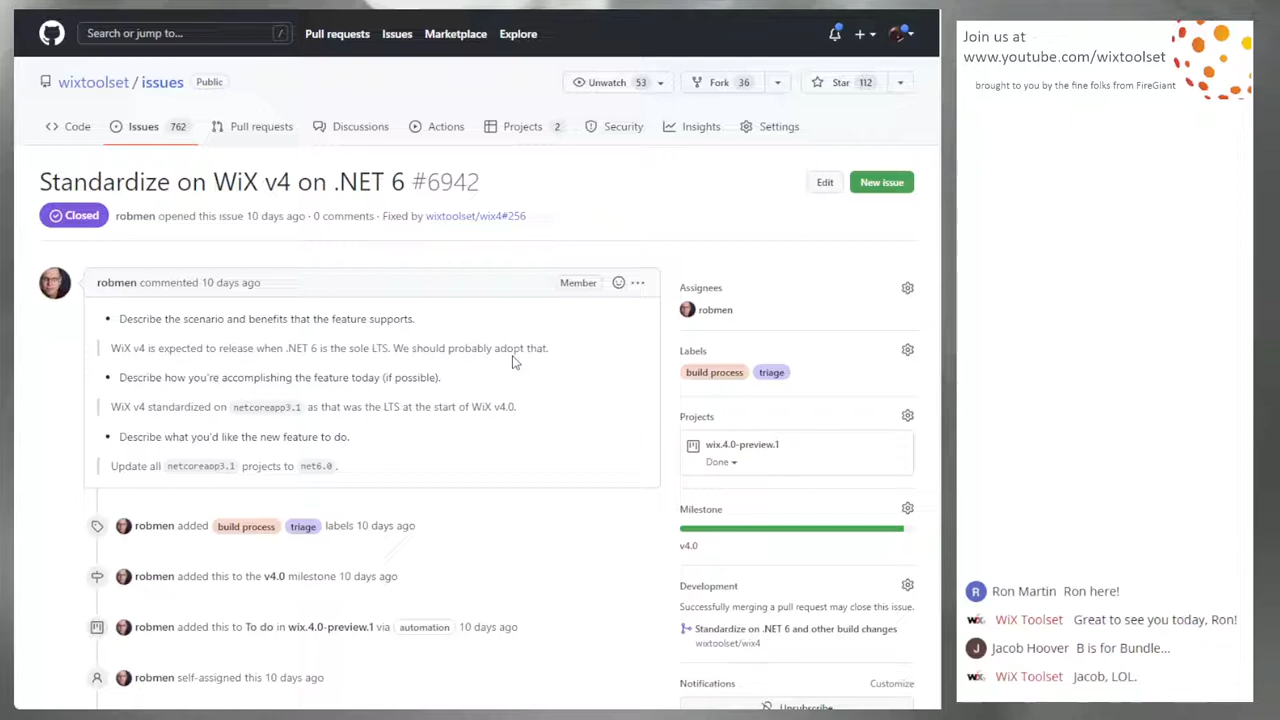 Search or jump to...
/
Pull requests
Issues
Marketplace
Explore
wixtoolset / issues
Public
Unwatch 53
Fork 36
Star 112
Code
Issues 762
Pull requests
Discussions
Actions
Projects 2
Security
Insights
Settings
Standardize on WiX v4 on .NET 6 #6942
Edit
New issue
Closed
robmen opened this issue 10 days ago · 0 comments · Fixed by wixtoolset/wix4#256
robmen commented 10 days ago
Member
Describe the scenario and benefits that the feature supports.
WiX v4 is expected to release when .NET 6 is the sole LTS. We should probably adopt that.
Describe how you're accomplishing the feature today (if possible).
WiX v4 standardized on netcoreapp3.1 as that was the LTS at the start of WiX v4.0.
Describe what you'd like the new feature to do.
Update all netcoreapp3.1 projects to net6.0.
robmen added build process triage labels 10 days ago
robmen added this to the v4.0 milestone 10 days ago
robmen added this to To do in wix.4.0-preview.1 via automation 10 days ago
robmen self-assigned this 10 days ago
Assignees
robmen
Labels
build process triage
Projects
wix.4.0-preview.1
Done
Milestone
v4.0
Development
Successfully merging a pull request may close this issue.
Standardize on .NET 6 and other build changes
wixtoolset/wix4
Notifications
Customize
Unsubscribe
Join us at
www.youtube.com/wixtoolset
brought to you by the fine folks from FireGiant
R Ron Martin Ron here!
WiX WiX Toolset Great to see you today, Ron!
J Jacob Hoover B is for Bundle...
WiX WiX Toolset Jacob, LOL.